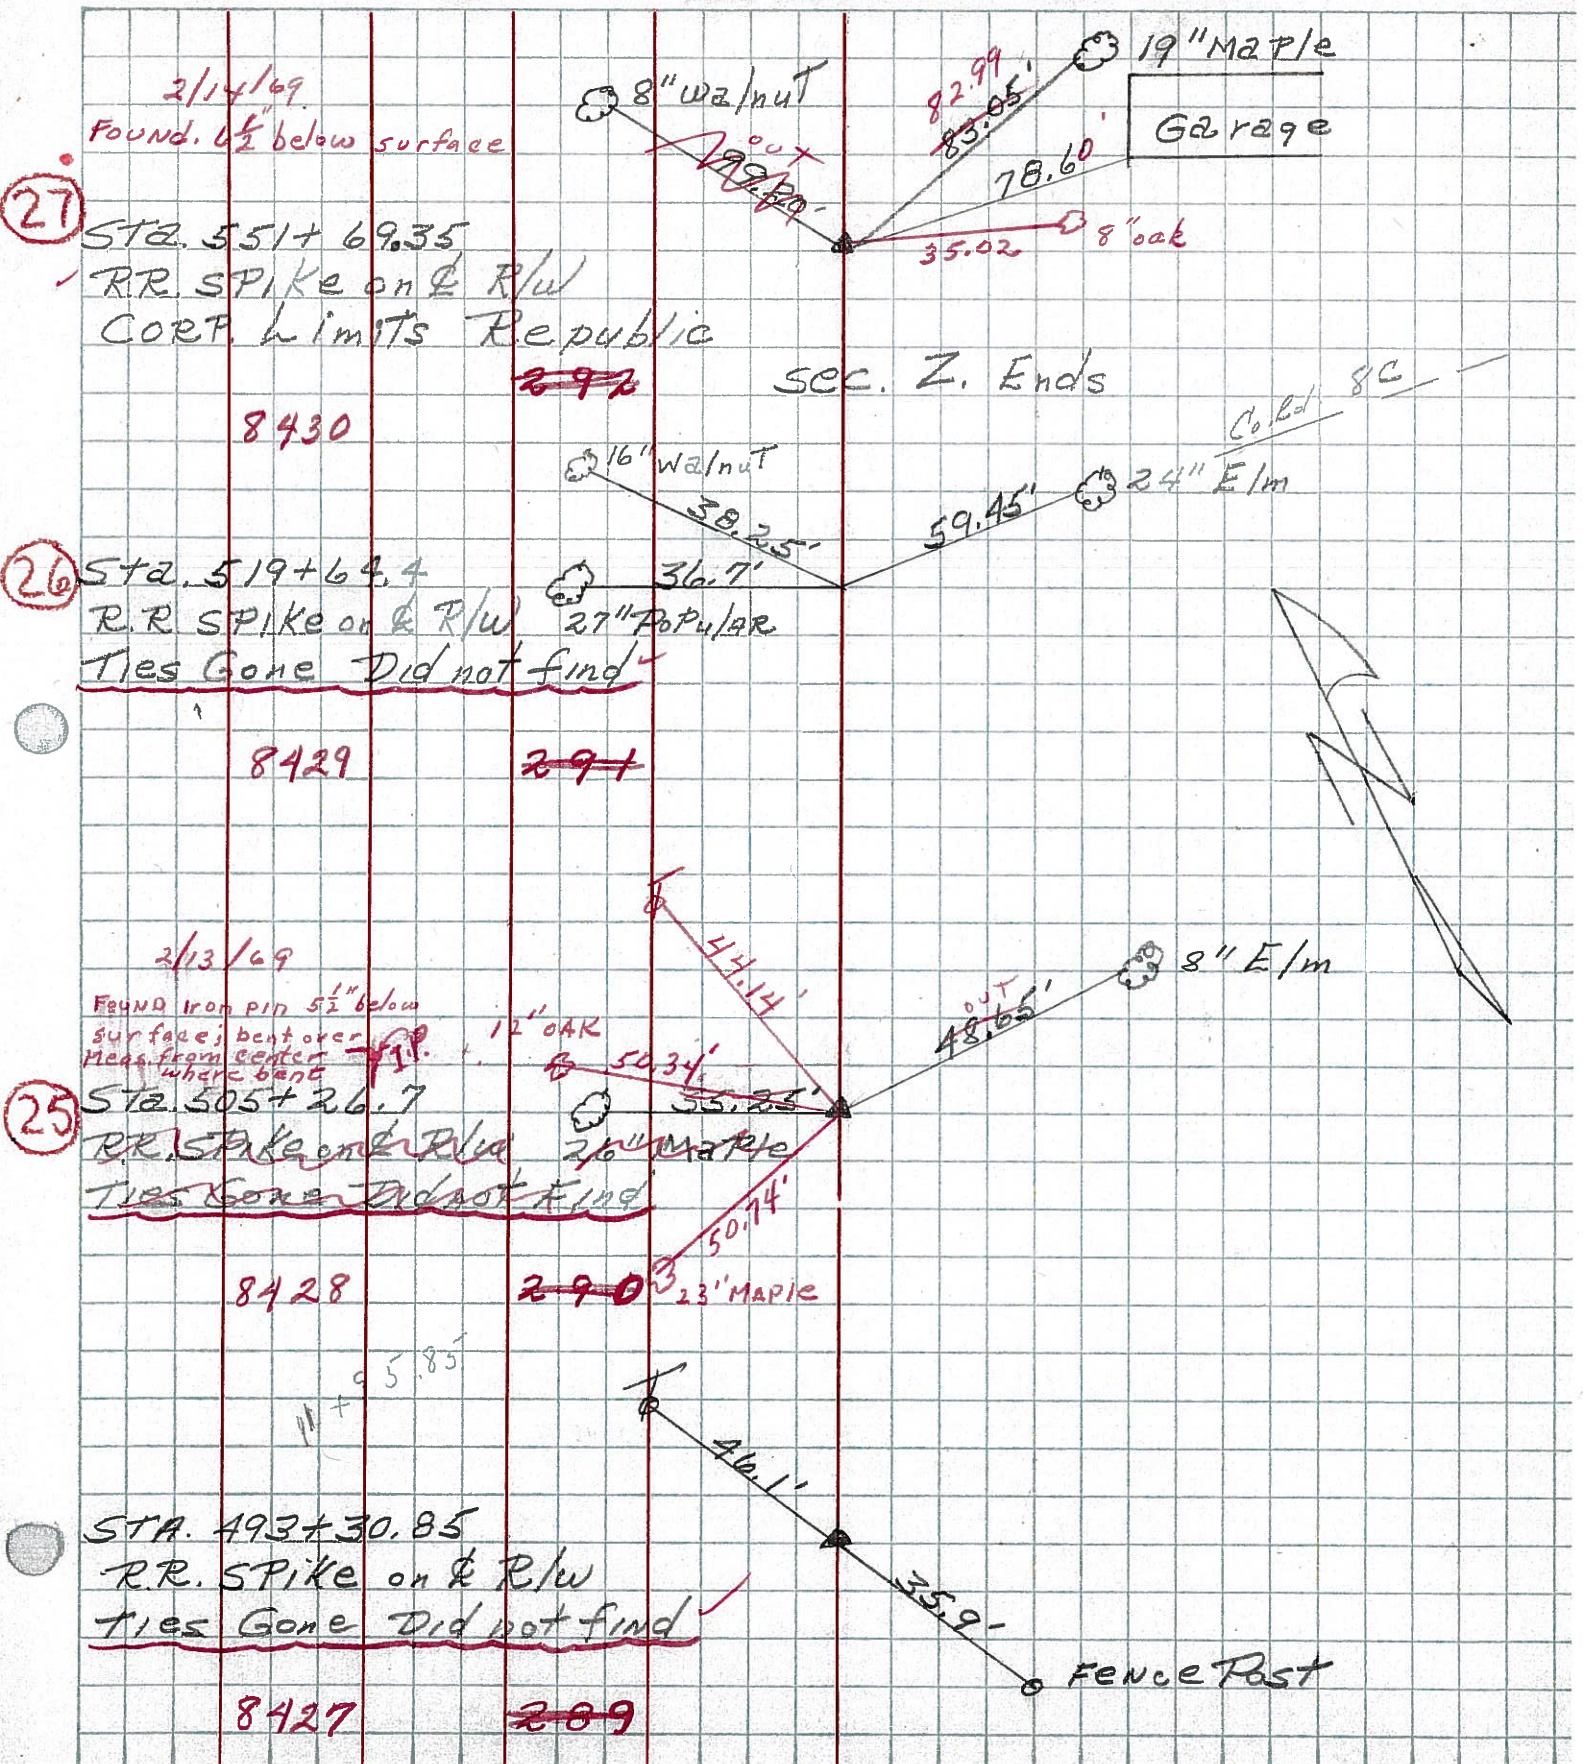 19" Maple
2/14/69
8" Walnut
82.99
83.05'
Garage
Found. 6½" below surface
out
99.20'
78.60'
27
8" oak
35.02
Sta. 551+69.35
R.R. SPIKe on ℄ R/W
CORP. Limits Republic
292
Sec. Z. Ends
Co. Rd 8C
8430
16" Walnut
24" Elm
38.25'
59.45'
26
Sta. 519+64.4
36.7'
R.R. SPIKe on ℄ R/W
27" POPulAR
Ties Gone Did not find
8429
291
N
44.14'
2/13/69
8" Elm
Found Iron pin 5½" below
surface; bent over
Meas. from center
where bent
I.P.
12" OAK
out
48.65'
50.34'
25
Sta. 505+26.7
35.25'
R.R. SPIKe on ℄ R/W
26" Maple
Ties Gone Did not Find
50.74'
8428
290
23" MAPle
46.1'
STA. 493+30.85
R.R. SPiKe on ℄ R/W
35.9'
Ties Gone Did not find
Fence Post
8427
289